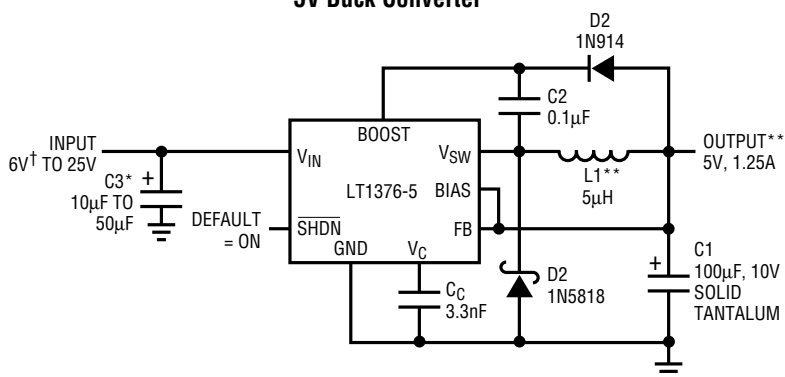 5V Buck Converter
D2
1N914
C2
0.1µF
BOOST
INPUT
6V† TO 25V
VIN
VSW
OUTPUT**
5V, 1.25A
L1**
5µH
C3*
+
10µF TO
50µF
LT1376-5
BIAS
DEFAULT
= ON
SHDN
FB
GND
VC
CC
3.3nF
D2
1N5818
+
C1
100µF, 10V
SOLID
TANTALUM